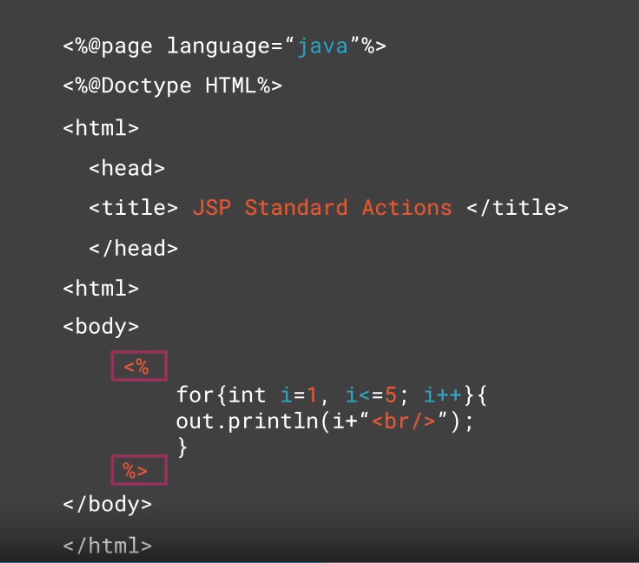 <%@page language=“java”%>
<%@Doctype HTML%>
<html>
<head>
<title> JSP Standard Actions </title>
</head>
<html>
<body>
<%
for{int i=1, i<=5; i++}{
out.println(i+“<br/>”);
}
%>
</body>
</html>